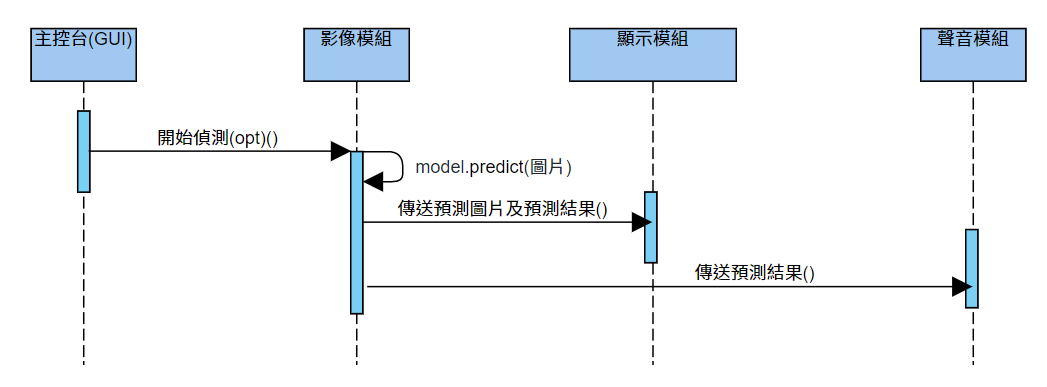 主控台(GUI)
影像模組
顯示模組
聲音模組
開始偵測(opt)()
model.predict(圖片)
傳送預測圖片及預測結果()
傳送預測結果()